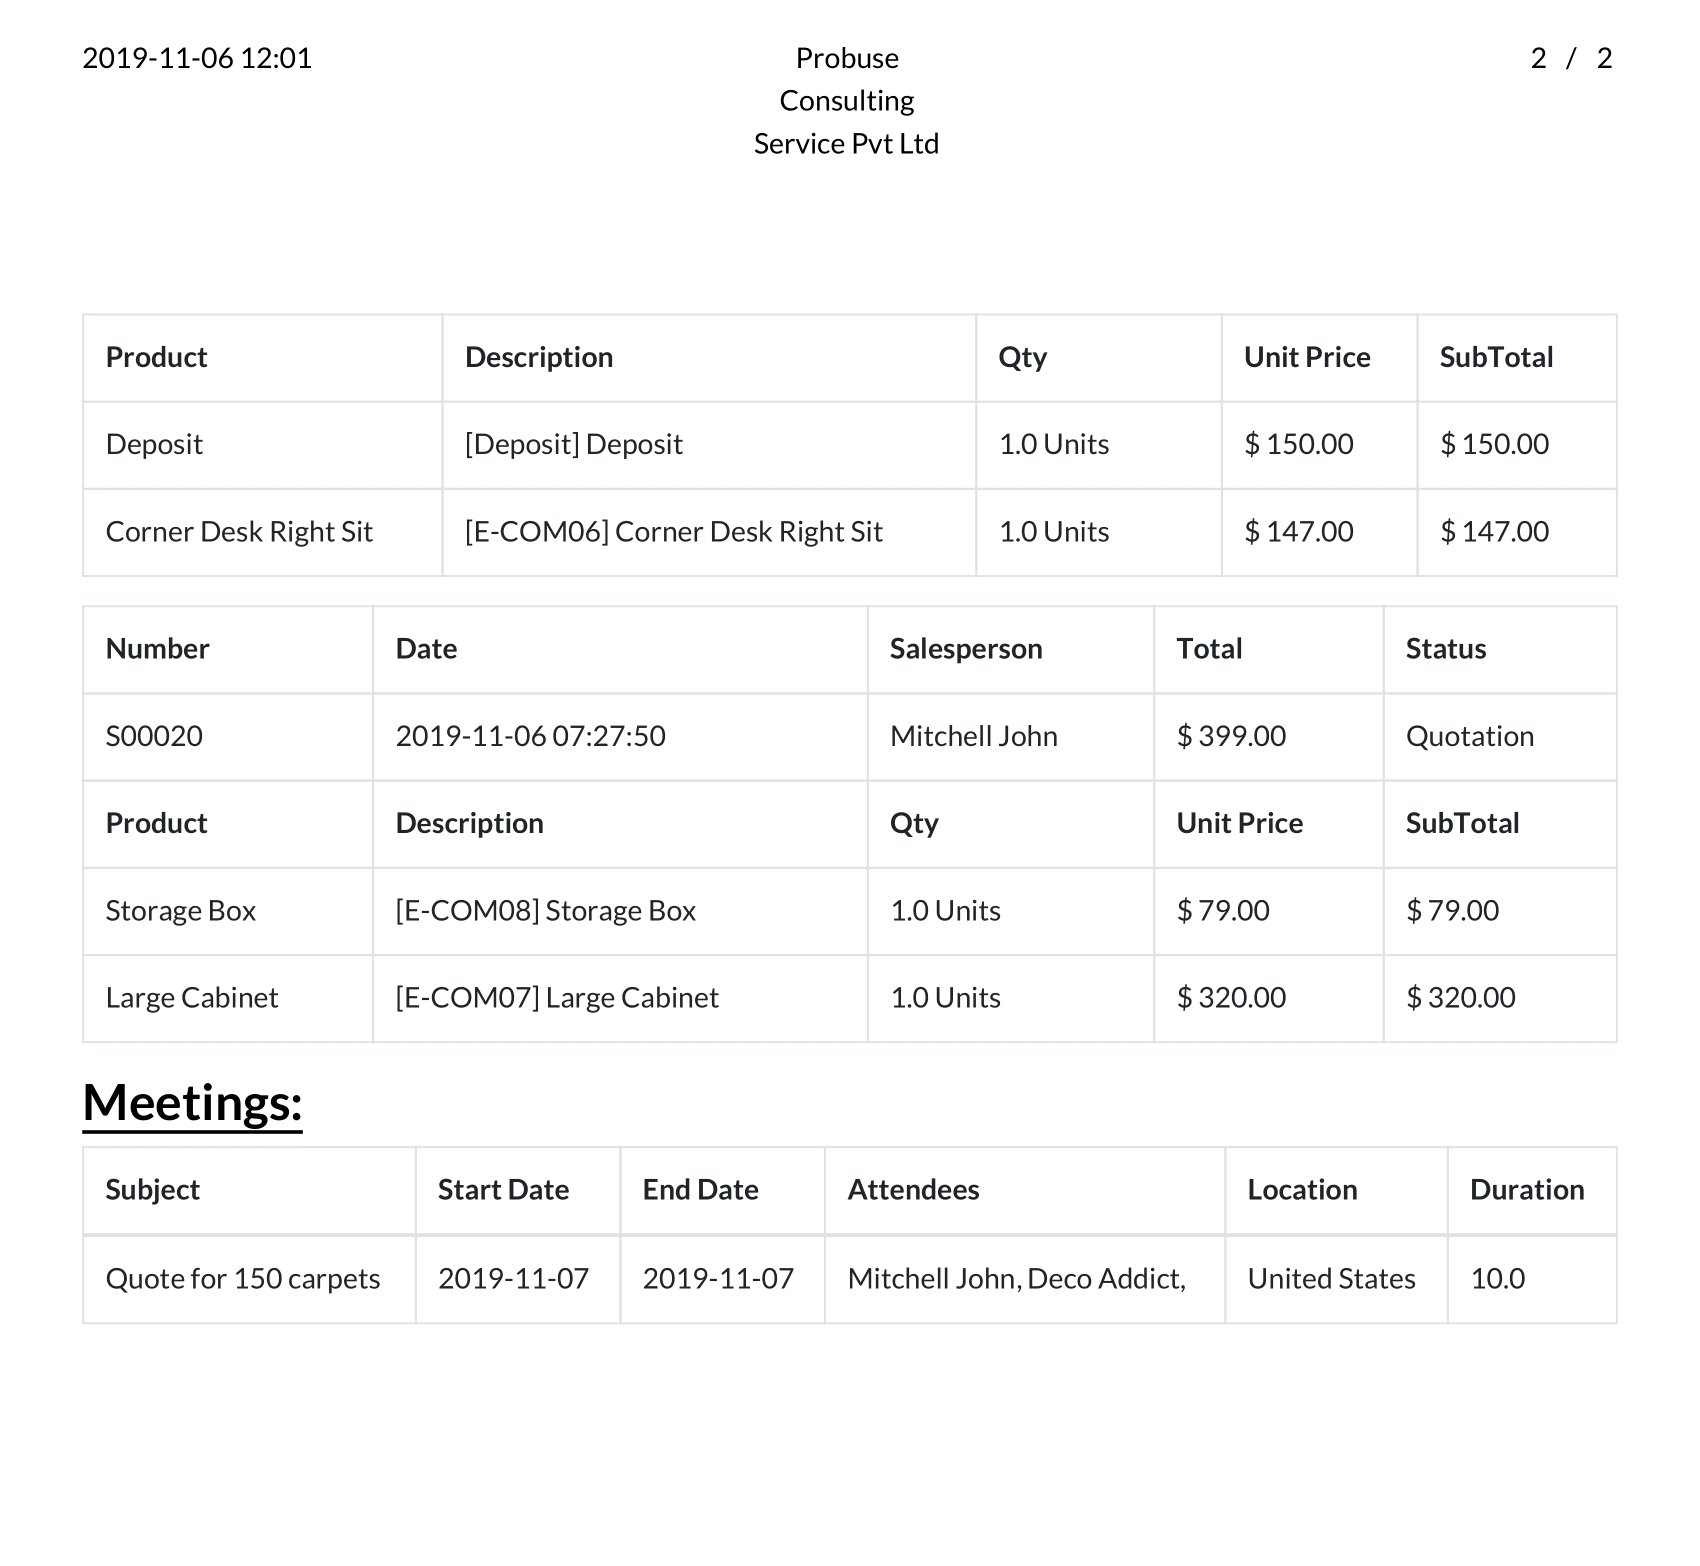 2019-11-06 12:01 Probuse 2 / 2
Consulting
Service Pvt Ltd
Product Description Qty Unit Price SubTotal
Deposit [Deposit] Deposit 1.0 Units $ 150.00 $ 150.00
Corner Desk Right Sit [E-COM06] Corner Desk Right Sit 1.0 Units $ 147.00 $ 147.00
Number Date Salesperson Total Status
S00020 2019-11-06 07:27:50 Mitchell John $ 399.00 Quotation
Product Description Qty Unit Price SubTotal
Storage Box [E-COM08] Storage Box 1.0 Units $ 79.00 $ 79.00
Large Cabinet [E-COM07] Large Cabinet 1.0 Units $ 320.00 $ 320.00
Meetings:
Subject Start Date End Date Attendees Location Duration
Quote for 150 carpets 2019-11-07 2019-11-07 Mitchell John, Deco Addict, United States 10.0